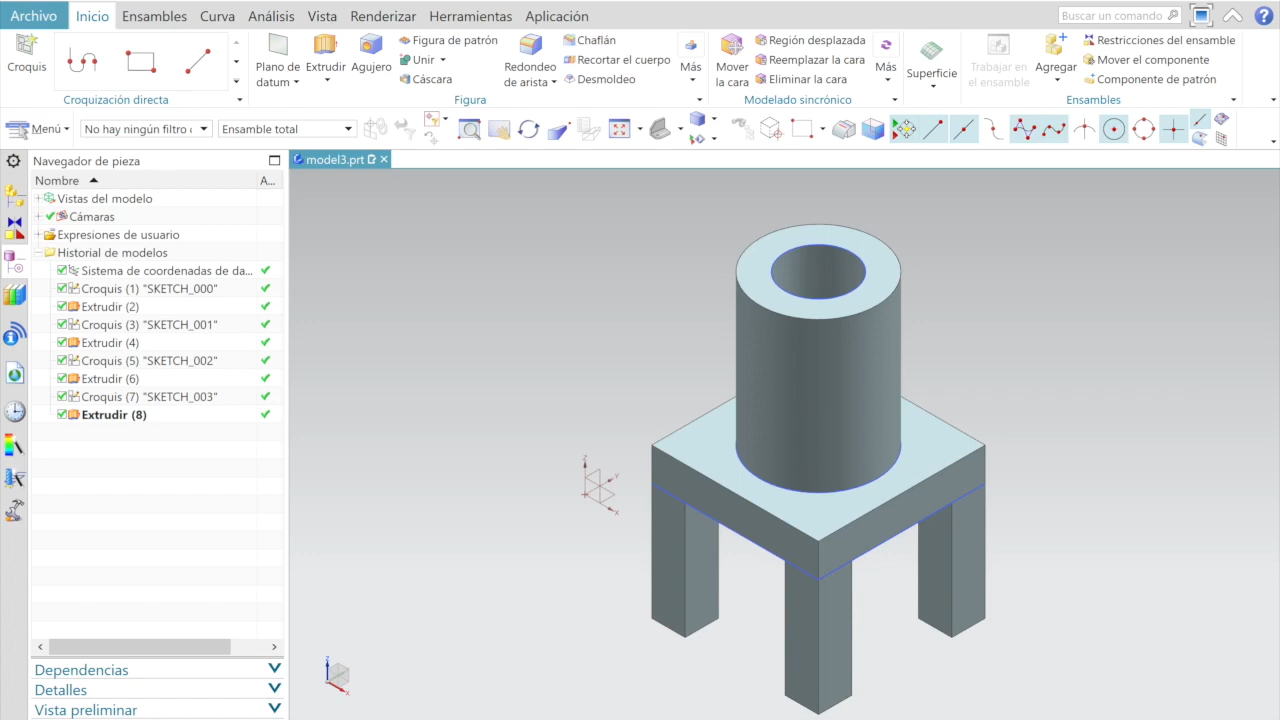 Archivo Inicio Ensambles Curva Análisis Vista Renderizar Herramientas Aplicación Buscar un comando
Croquis
Croquización directa
Plano de datum
Extrudir
Agujero
Figura de patrón
Unir
Cáscara
Redondeo de arista
Chaflán
Recortar el cuerpo
Desmoldeo
Más
Figura
Mover la cara
Región desplazada
Reemplazar la cara
Eliminar la cara
Más
Modelado sincrónico
Superficie
Trabajar en el ensamble
Agregar
Restricciones del ensamble
Mover el componente
Componente de patrón
Ensambles
Menú No hay ningún filtro Ensamble total
Navegador de pieza
model3.prt
Nombre A...
Vistas del modelo
Cámaras
Expresiones de usuario
Historial de modelos
Sistema de coordenadas de da...
Croquis (1) "SKETCH_000"
Extrudir (2)
Croquis (3) "SKETCH_001"
Extrudir (4)
Croquis (5) "SKETCH_002"
Extrudir (6)
Croquis (7) "SKETCH_003"
Extrudir (8)
Z
Y
X
Z
X
Dependencias
Detalles
Vista preliminar